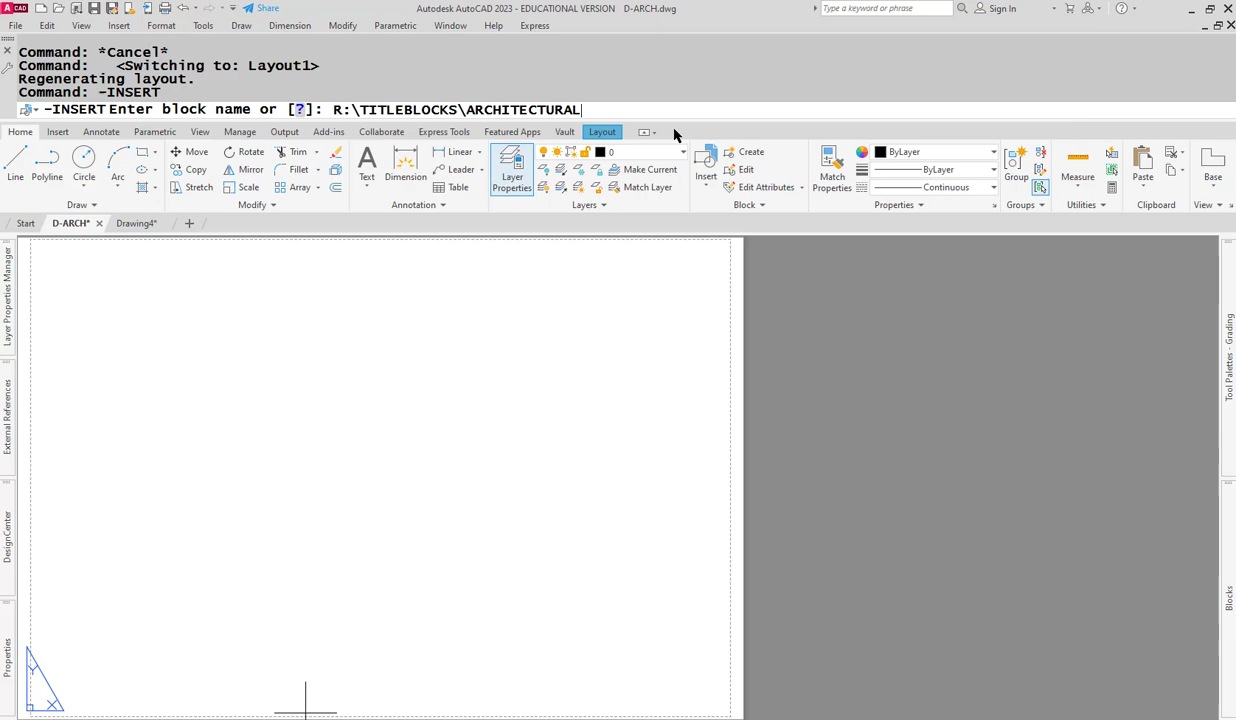 CAD Share Autodesk AutoCAD 2023 - EDUCATIONAL VERSION D-ARCH.dwg Type a keyword or phrase Sign In
File Edit View Insert Format Tools Draw Dimension Modify Parametric Window Help Express
Command: *Cancel*
Command:   <Switching to: Layout1>
Regenerating layout.
Command: -INSERT
-INSERT Enter block name or [?]: R:\TITLEBLOCKS\ARCHITECTURAL
Home Insert Annotate Parametric View Manage Output Add-ins Collaborate Express Tools Featured Apps Vault Layout
Line Polyline Circle Arc Move Rotate Trim Text Dimension Linear Layer Properties 0 Insert Create Match Properties ByLayer Group Measure Paste Base
Copy Mirror Fillet Leader Make Current Edit ByLayer
Stretch Scale Array Table Match Layer Edit Attributes Continuous
Draw Modify Annotation Layers Block Properties Groups Utilities Clipboard View
Start D-ARCH* Drawing4*
Layer Properties Manager
External References
DesignCenter
Properties
Y
X
Tool Palettes - Grading
Blocks